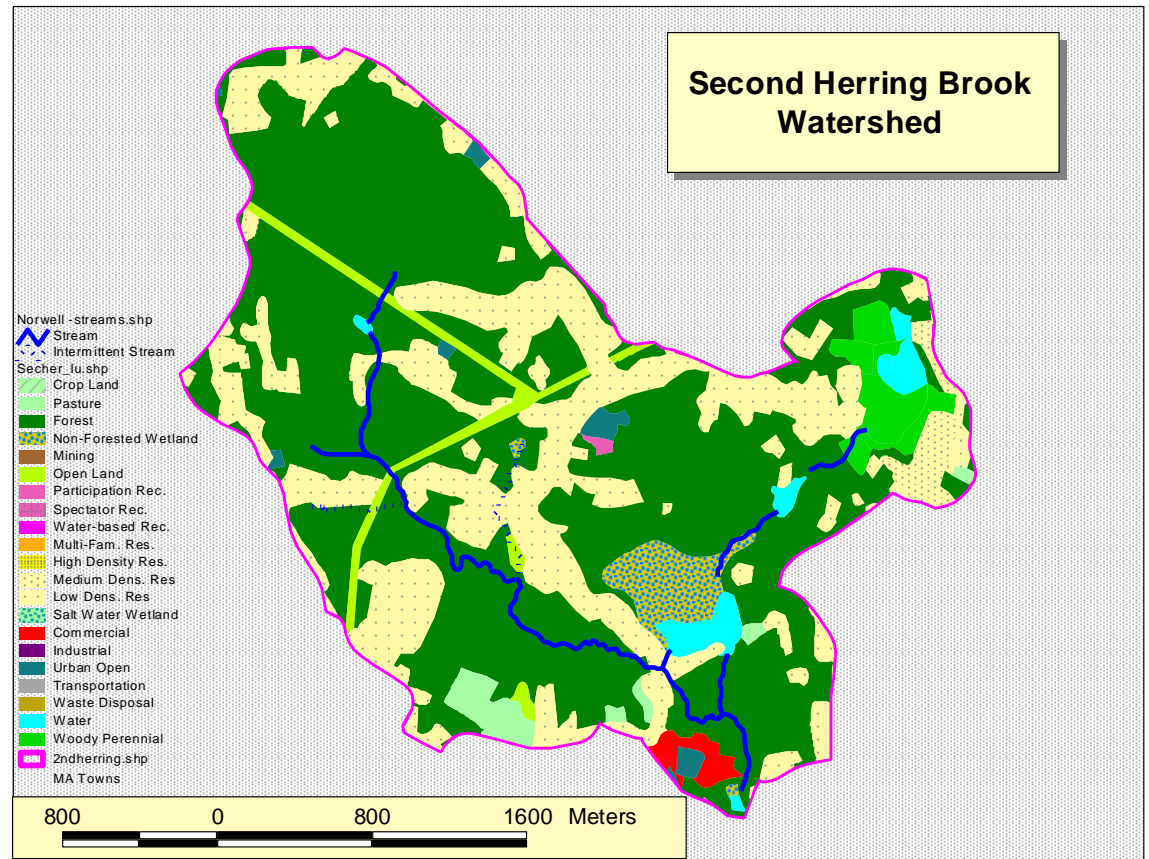 Second Herring Brook
Watershed
Norwell -streams.shp
Stream
Intermittent Stream
Secher_lu.shp
Crop Land
Pasture
Forest
Non-Forested Wetland
Mining
Open Land
Participation Rec.
Spectator Rec.
Water-based Rec.
Multi-Fam. Res.
High Density Res.
Medium Dens. Res
Low Dens. Res
Salt Water Wetland
Commercial
Industrial
Urban Open
Transportation
Waste Disposal
Water
Woody Perennial
2ndherring.shp
MA Towns
800 0 800 1600 Meters